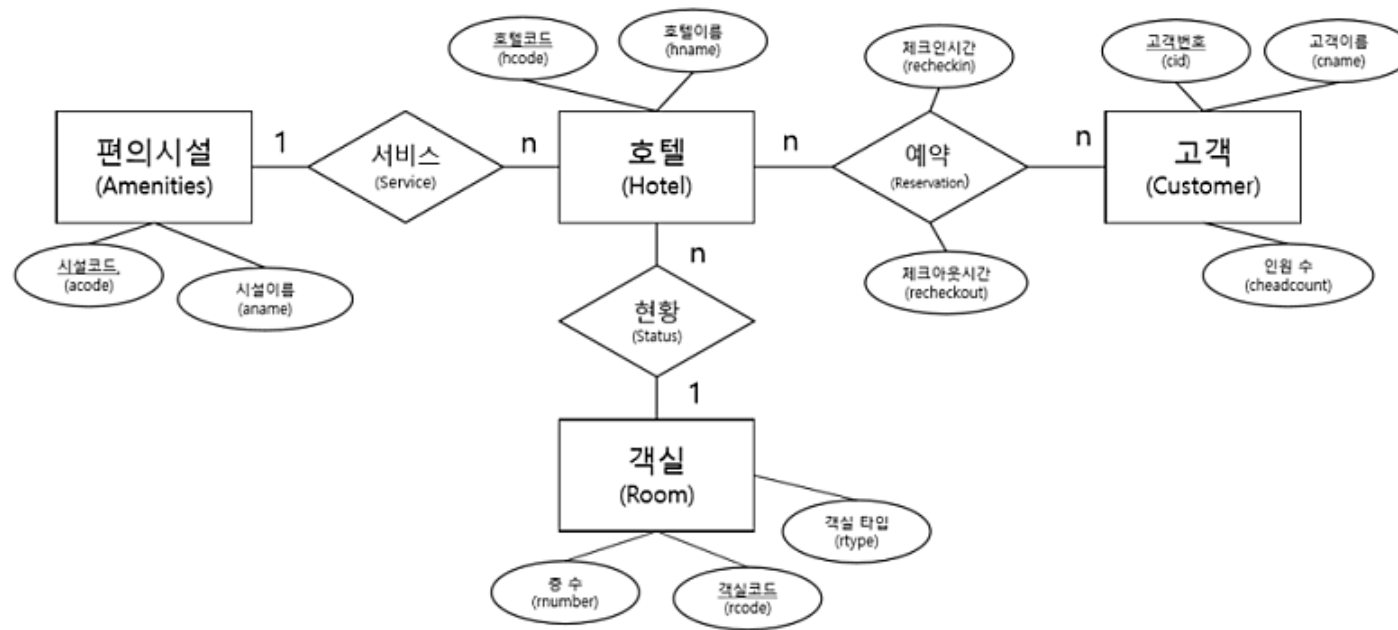 호텔코드
(hcode)
호텔이름
(hname)
체크인시간
(recheckin)
고객번호
(cid)
고객이름
(cname)
편의시설
(Amenities)
1
서비스
(Service)
n
호텔
(Hotel)
n
예약
(Reservation)
n
고객
(Customer)
시설코드
(acode)
시설이름
(aname)
n
체크아웃시간
(recheckout)
인원 수
(cheadcount)
현황
(Status)
1
객실
(Room)
객실 타입
(rtype)
층 수
(rnumber)
객실코드
(rcode)